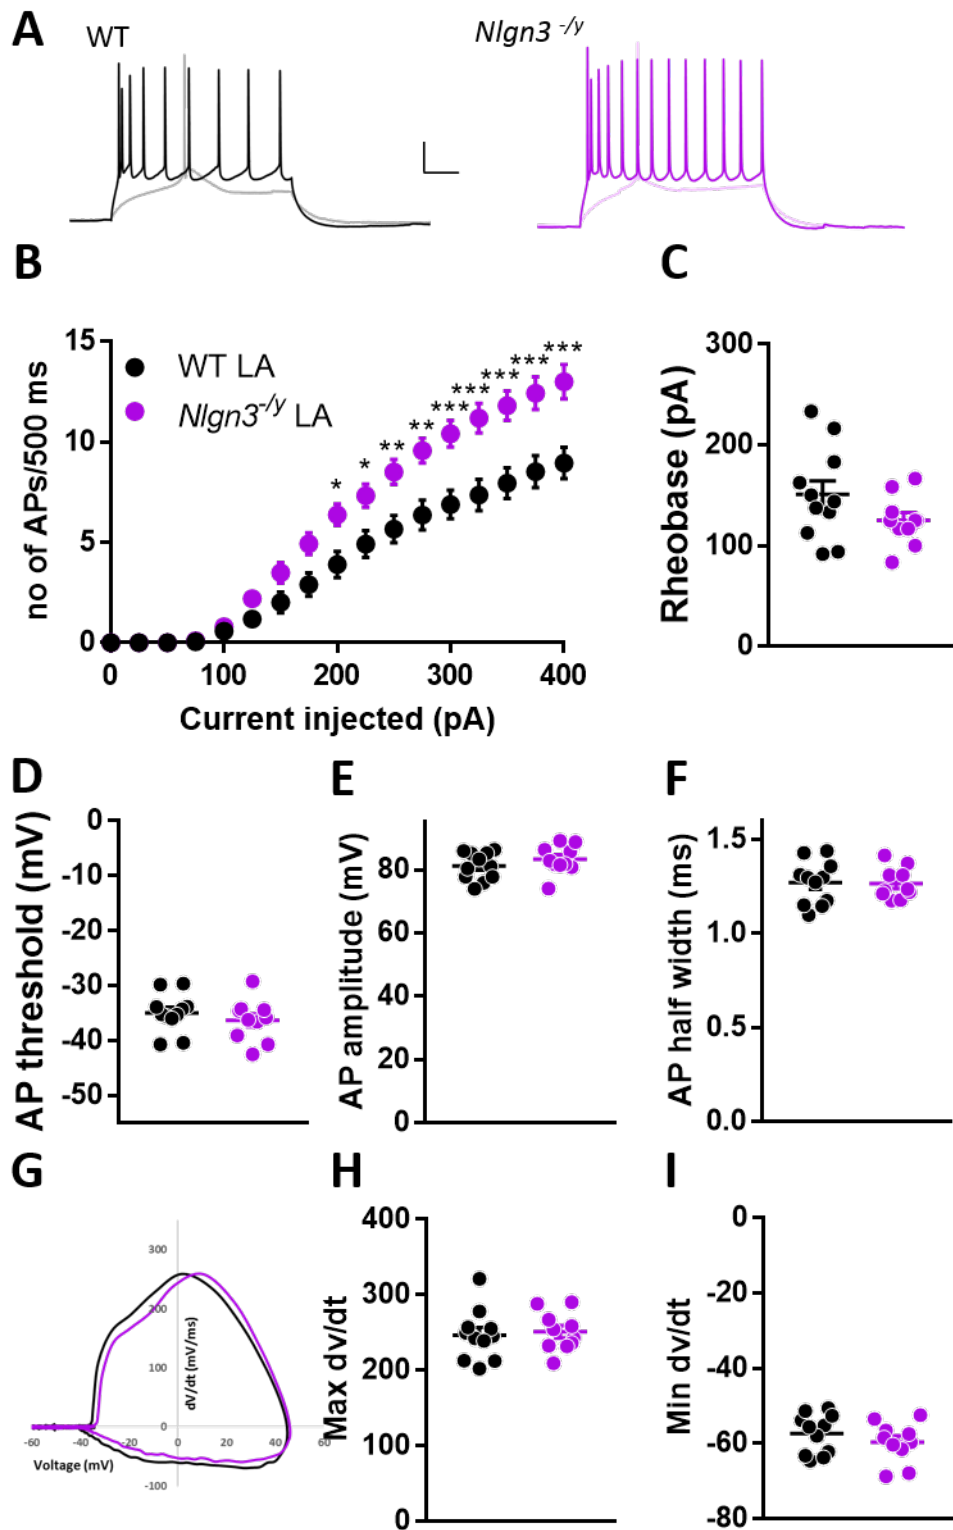 A
WT
Nlgn3 -/y
B
15
10
5
0
no of APs/500 ms
WT LA
Nlgn3-/y LA
*
*
**
**
***
***
***
***
***
0
100
200
300
400
Current injected (pA)
C
300
200
100
0
Rheobase (pA)
D
0
-10
-20
-30
-40
-50
AP threshold (mV)
E
80
60
40
20
0
AP amplitude (mV)
F
1.5
1.0
0.5
0.0
AP half width (ms)
G
300
200
100
0
-100
dV/dt (mV/ms)
-60
-40
-20
0
20
40
60
Voltage (mV)
H
400
300
200
100
0
Max dv/dt
I
0
-20
-40
-60
-80
Min dv/dt